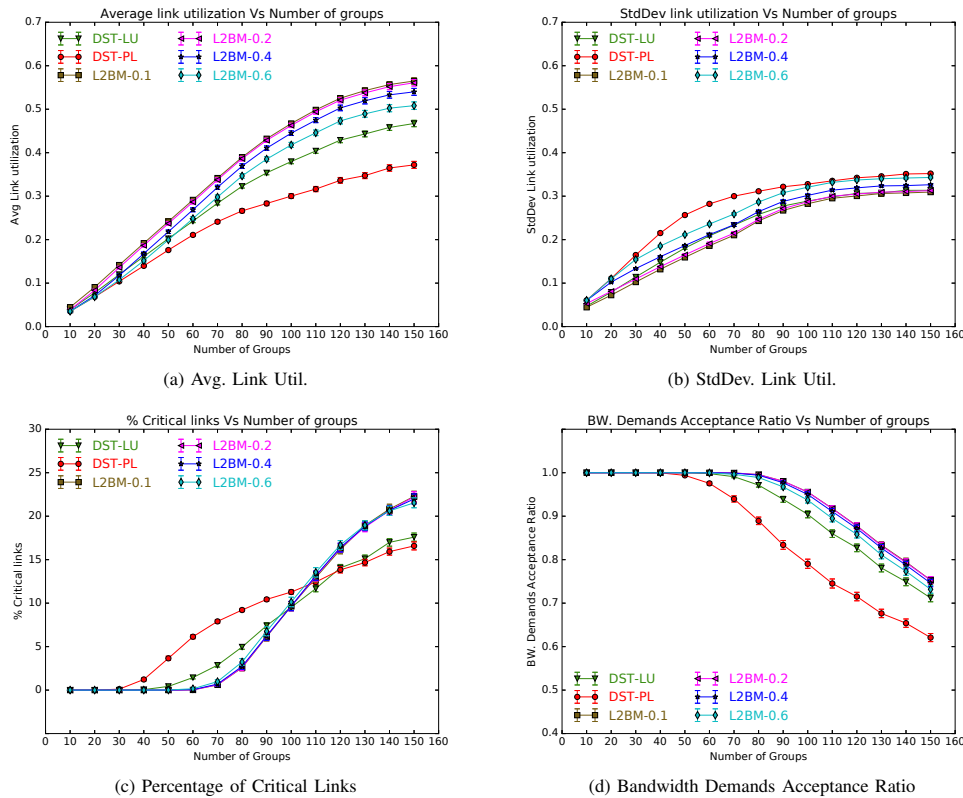 Average link utilization Vs Number of groups
0.7
0.6
0.5
0.4
0.3
0.2
0.1
0.0
Avg Link utilization
DST-LU
DST-PL
L2BM-0.1
L2BM-0.2
L2BM-0.4
L2BM-0.6
0 10 20 30 40 50 60 70 80 90 100 110 120 130 140 150 160
Number of Groups
(a) Avg. Link Util.
StdDev link utilization Vs Number of groups
0.7
0.6
0.5
0.4
0.3
0.2
0.1
0.0
StdDev Link utilization
DST-LU
DST-PL
L2BM-0.1
L2BM-0.2
L2BM-0.4
L2BM-0.6
0 10 20 30 40 50 60 70 80 90 100 110 120 130 140 150 160
Number of Groups
(b) StdDev. Link Util.
% Critical links Vs Number of groups
30
25
20
15
10
5
0
% Critical links
DST-LU
DST-PL
L2BM-0.1
L2BM-0.2
L2BM-0.4
L2BM-0.6
0 10 20 30 40 50 60 70 80 90 100 110 120 130 140 150 160
Number of Groups
(c) Percentage of Critical Links
BW. Demands Acceptance Ratio Vs Number of groups
1.0
0.9
0.8
0.7
0.6
0.5
0.4
BW. Demands Acceptance Ratio
DST-LU
DST-PL
L2BM-0.1
L2BM-0.2
L2BM-0.4
L2BM-0.6
0 10 20 30 40 50 60 70 80 90 100 110 120 130 140 150 160
Number of Groups
(d) Bandwidth Demands Acceptance Ratio